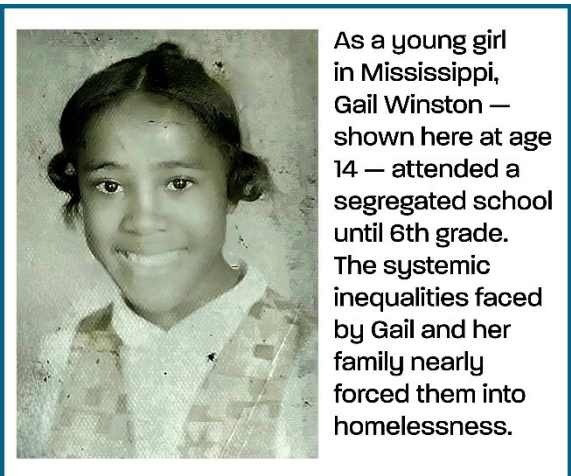 As a young girl
in Mississippi,
Gail Winston —
shown here at age
14 — attended a
segregated school
until 6th grade.
The systemic
inequalities faced
by Gail and her
family nearly
forced them into
homelessness.